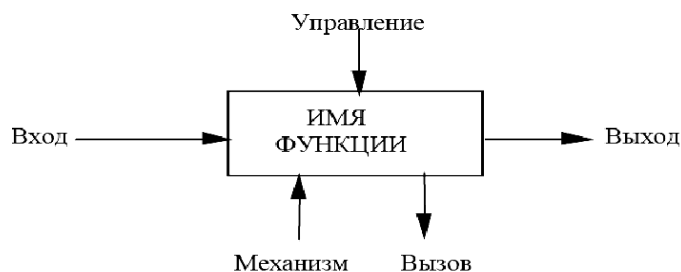 Управление
ИМЯ
ФУНКЦИИ
Вход
Выход
Механизм
Вызов